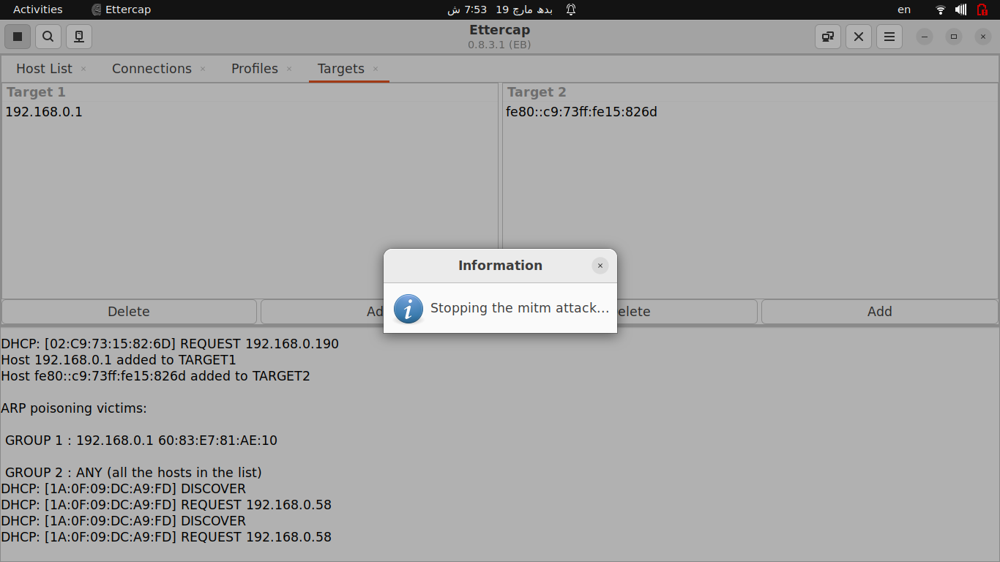 Activities
Ettercap
بدھ مارچ 19 7:53 ش
en
Ettercap
0.8.3.1 (EB)
Host List ×
Connections ×
Profiles ×
Targets ×
Target 1
Target 2
192.168.0.1
fe80::c9:73ff:fe15:826d
Information
Stopping the mitm attack...
Delete
Ad
elete
Add
DHCP: [02:C9:73:15:82:6D] REQUEST 192.168.0.190
Host 192.168.0.1 added to TARGET1
Host fe80::c9:73ff:fe15:826d added to TARGET2
ARP poisoning victims:
GROUP 1 : 192.168.0.1 60:83:E7:81:AE:10
GROUP 2 : ANY (all the hosts in the list)
DHCP: [1A:0F:09:DC:A9:FD] DISCOVER
DHCP: [1A:0F:09:DC:A9:FD] REQUEST 192.168.0.58
DHCP: [1A:0F:09:DC:A9:FD] DISCOVER
DHCP: [1A:0F:09:DC:A9:FD] REQUEST 192.168.0.58